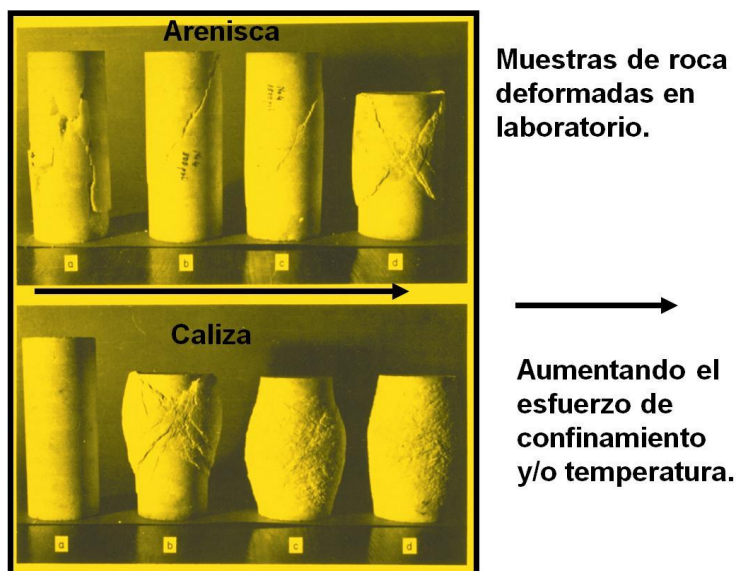 Arenisca
a
b
c
d
Caliza
a
b
c
d
Muestras de roca
deformadas en
laboratorio.
Aumentando el
esfuerzo de
confinamiento
y/o temperatura.